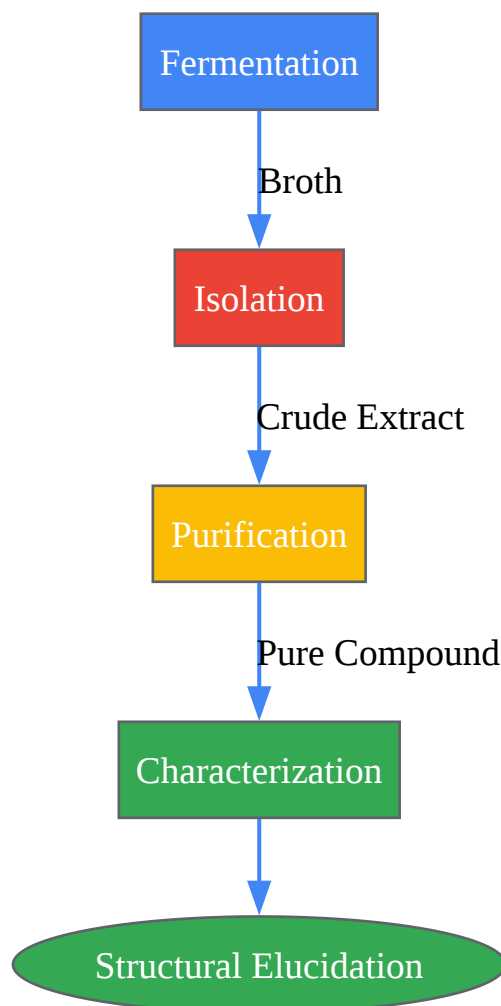 Fermentation
Broth
Isolation
Crude Extract
Purification
Pure Compound
Characterization
Structural Elucidation